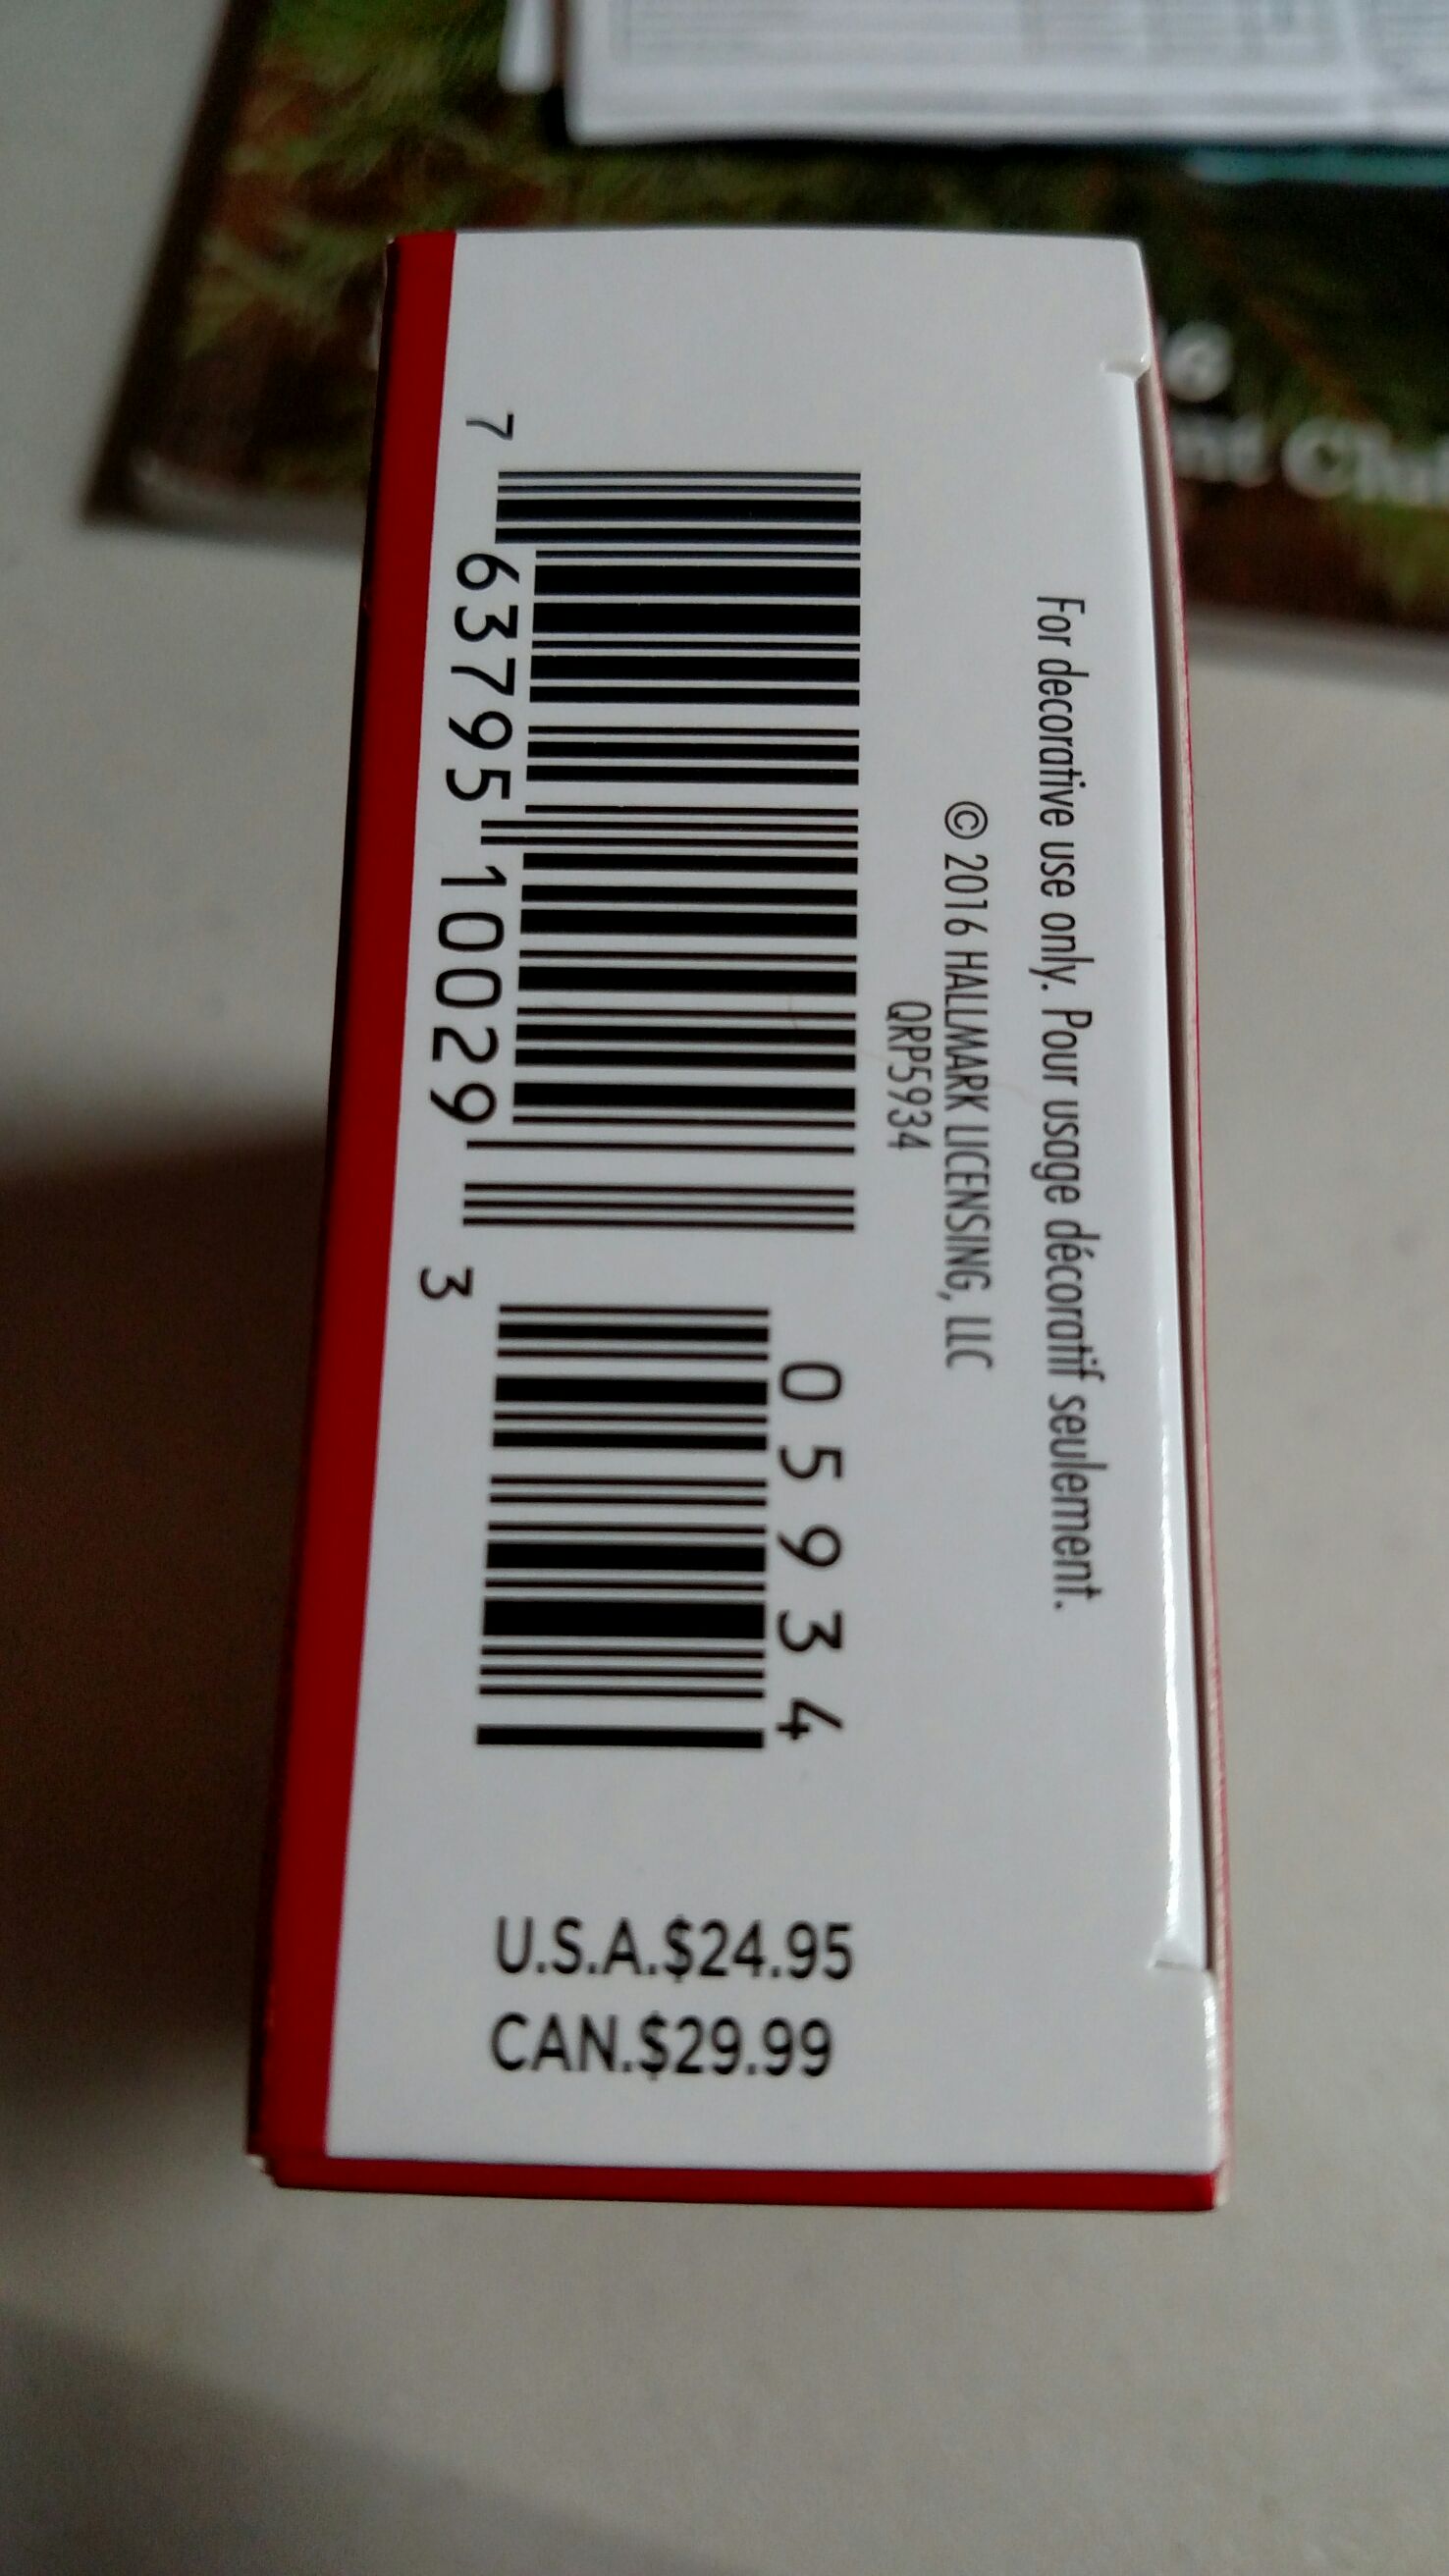 For decorative use only. Pour usage décoratif seulement.
© 2016 HALLMARK LICENSING, LLC
QRP5934
7 63795 10029 3
0 5 9 3 4
U.S.A.$24.95
CAN.$29.99